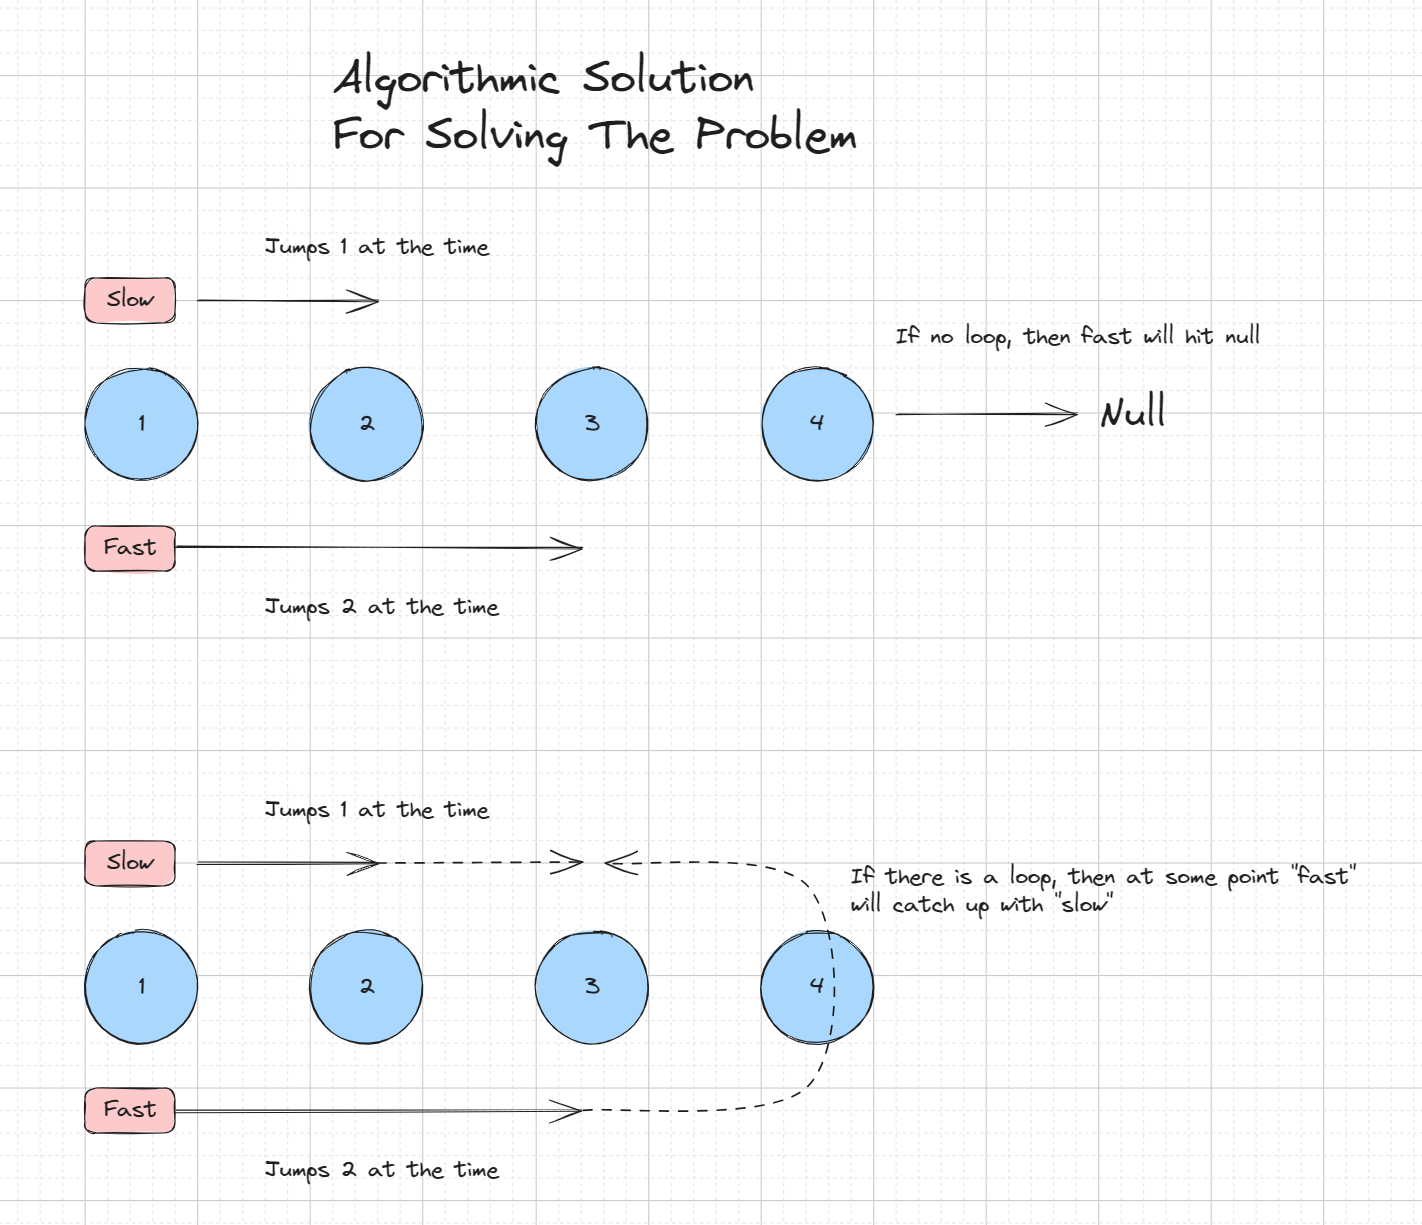 Algorithmic Solution
For Solving The Problem
Jumps 1 at the time
Slow
If no loop, then fast will hit null
1
2
3
4
Null
Fast
Jumps 2 at the time
Jumps 1 at the time
Slow
If there is a loop, then at some point "fast"
will catch up with "slow"
1
2
3
4
Fast
Jumps 2 at the time